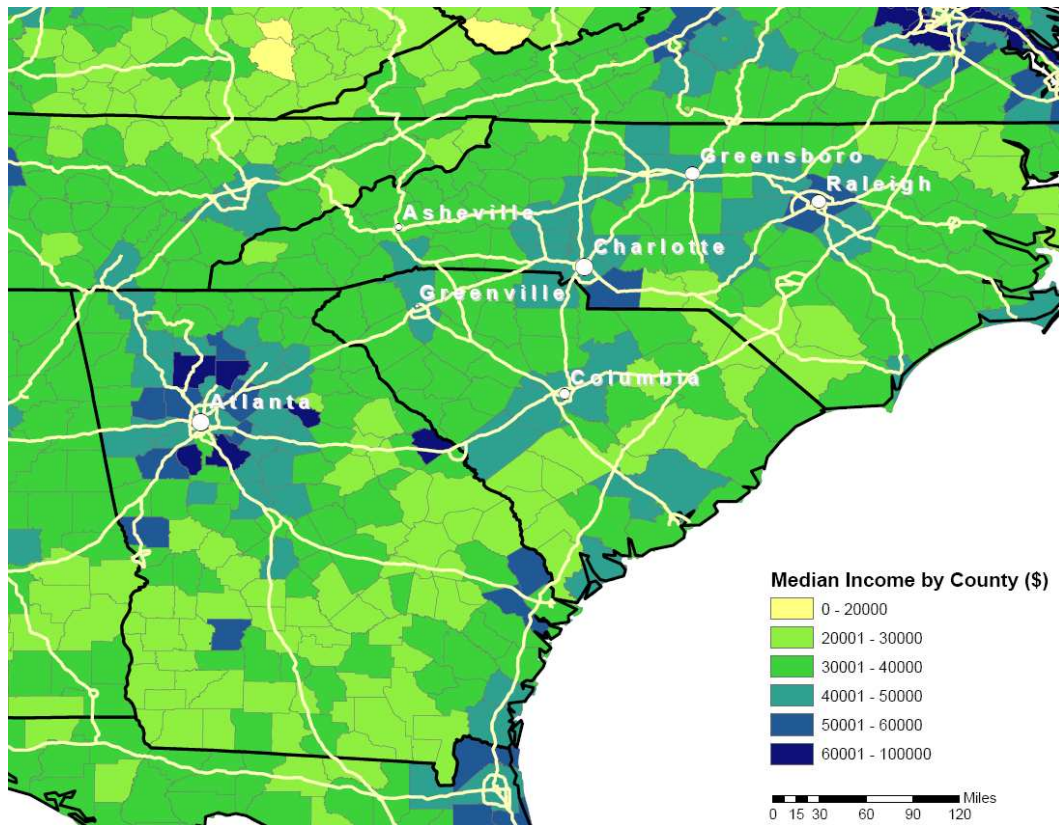 Greensboro
Raleigh
Asheville
Charlotte
Greenville
Columbia
Atlanta
Median Income by County ($)
0 - 20000
20001 - 30000
30001 - 40000
40001 - 50000
50001 - 60000
60001 - 100000
Miles
0 15 30 60 90 120